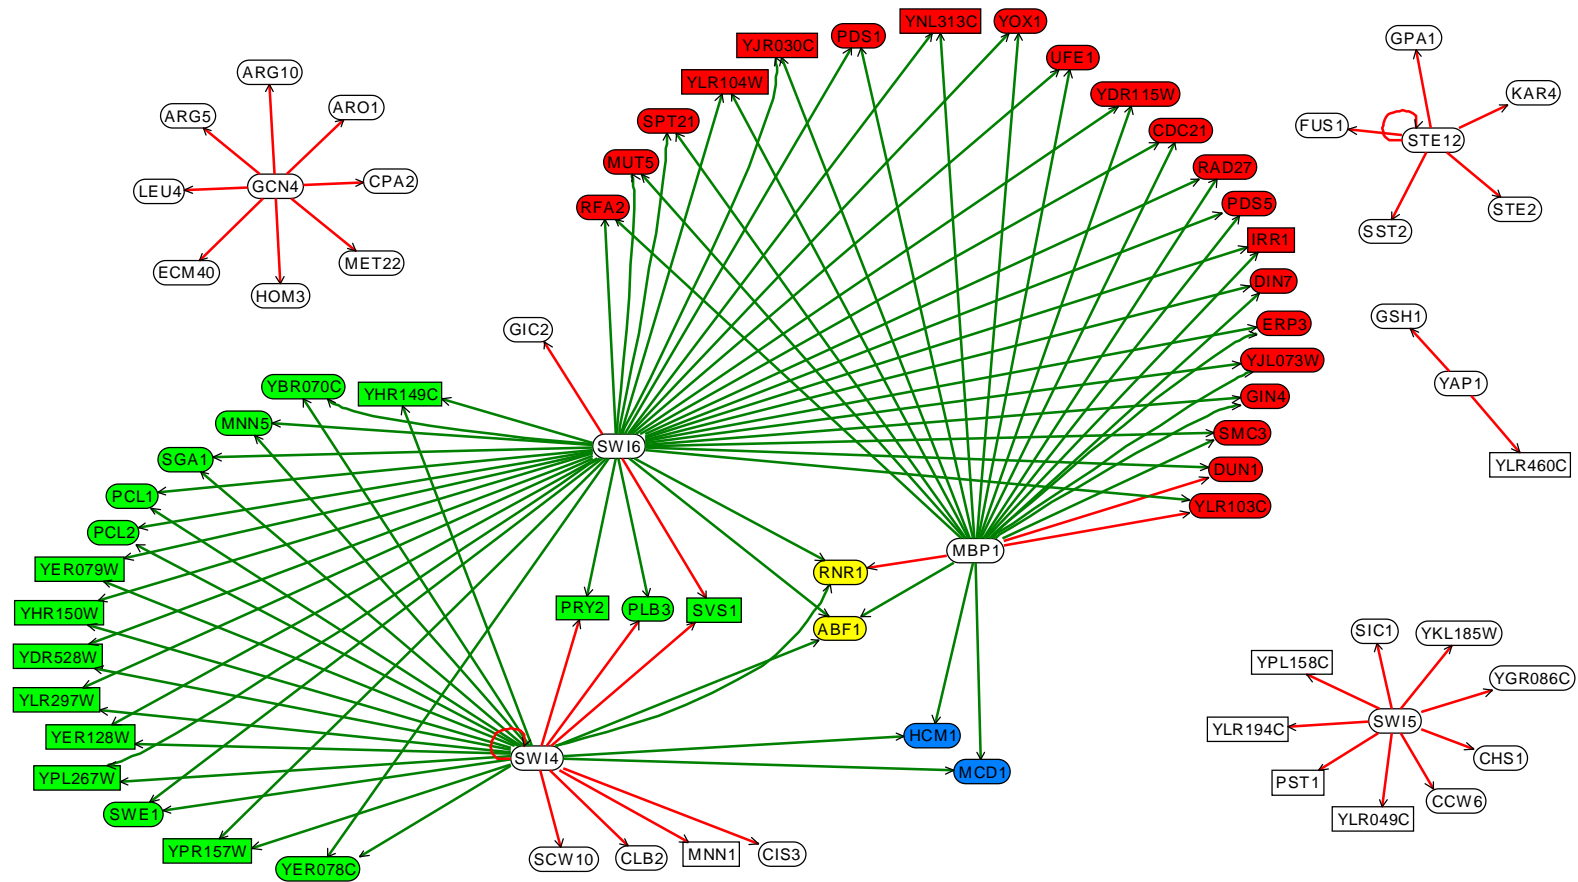 YNL313C
YOX1
PDS1
YJR030C
GPA1
UFE1
ARG10
YLR104W
YDR115W
KAR4
ARO1
ARG5
SPT21
FUS1
CDC21
STE12
MUT5
RAD27
CPA2
GCN4
LEU4
PDS5
RFA2
STE2
SST2
IRR1
MET22
ECM40
DIN7
HOM3
GSH1
ERP3
GIC2
YJL073W
YAP1
YBR070C
YHR149C
GIN4
MNN5
SMC3
SWI6
SGA1
YLR460C
DUN1
PCL1
YLR103C
PCL2
MBP1
YER079W
RNR1
PRY2
PLB3
SVS1
YHR150W
ABF1
SIC1
YKL185W
YDR528W
YPL158C
YGR086C
YLR297W
SWI5
YLR194C
YER128W
HCM1
SWI4
CHS1
MCD1
YPL267W
PST1
CCW6
SWE1
YLR049C
YPR157W
MNN1
CIS3
SCW10
CLB2
YER078C